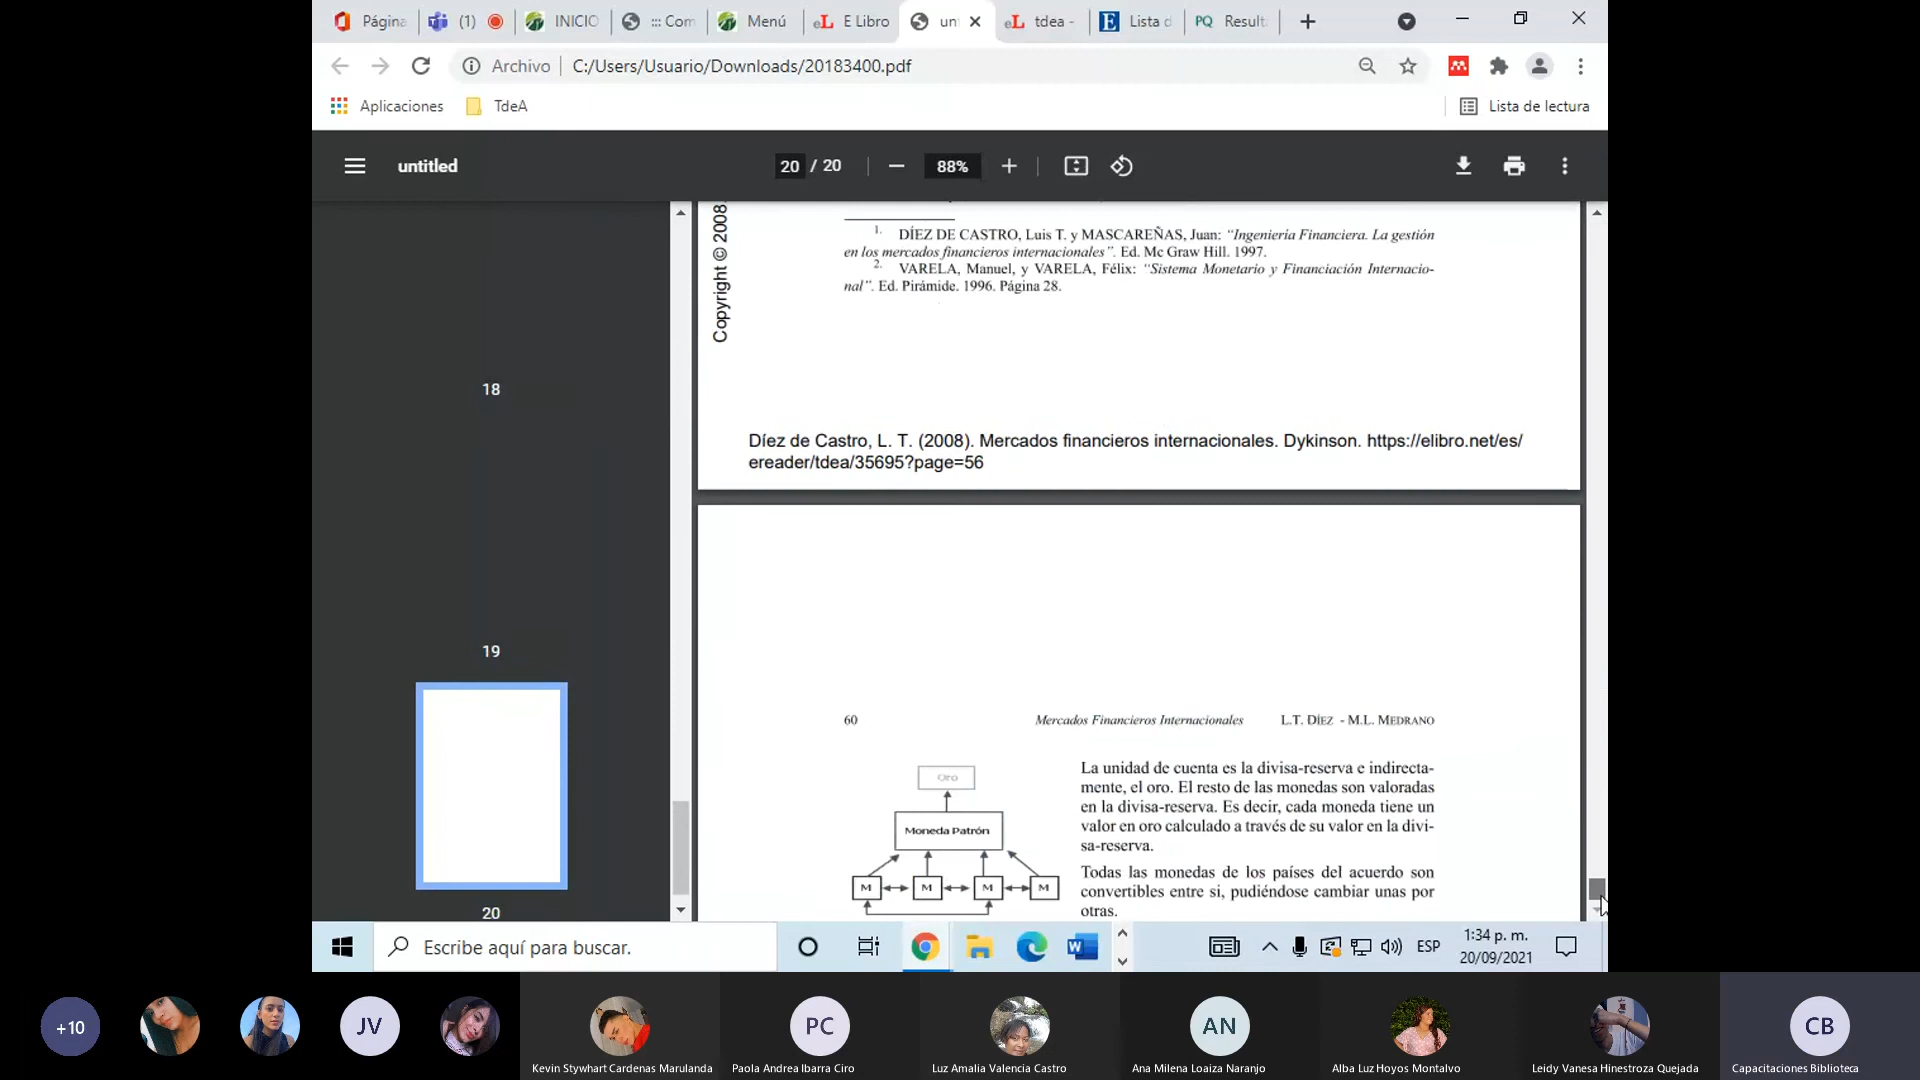 Página
(1)
INICIO
::: Com
Menú
E Libro
un
tdea -
Lista d
PQ Result
Archivo
C:/Users/Usuario/Downloads/20183400.pdf
Aplicaciones
TdeA
Lista de lectura
untitled
20 / 20
88%
Copyright © 2008.
1. DÍEZ DE CASTRO, Luis T. y MASCAREÑAS, Juan: “Ingeniería Financiera. La gestión
en los mercados financieros internacionales”. Ed. Mc Graw Hill. 1997.
2. VARELA, Manuel, y VARELA, Félix: “Sistema Monetario y Financiación Internacio-
nal”. Ed. Pirámide. 1996. Página 28.
18
Díez de Castro, L. T. (2008). Mercados financieros internacionales. Dykinson. https://elibro.net/es/
ereader/tdea/35695?page=56
19
60 Mercados Financieros Internacionales L.T. DÍEZ - M.L. MEDRANO
Oro
Moneda Patrón
M M M M
La unidad de cuenta es la divisa-reserva e indirecta-
mente, el oro. El resto de las monedas son valoradas
en la divisa-reserva. Es decir, cada moneda tiene un
valor en oro calculado a través de su valor en la divi-
sa-reserva.
Todas las monedas de los países del acuerdo son
convertibles entre si, pudiéndose cambiar unas por
otras.
20
Escribe aquí para buscar.
ESP
1:34 p. m.
20/09/2021
+10
JV
PC
AN
CB
Kevin Stywhart Cardenas Marulanda
Paola Andrea Ibarra Ciro
Luz Amalia Valencia Castro
Ana Milena Loaiza Naranjo
Alba Luz Hoyos Montalvo
Leidy Vanesa Hinestroza Quejada
Capacitaciones Biblioteca